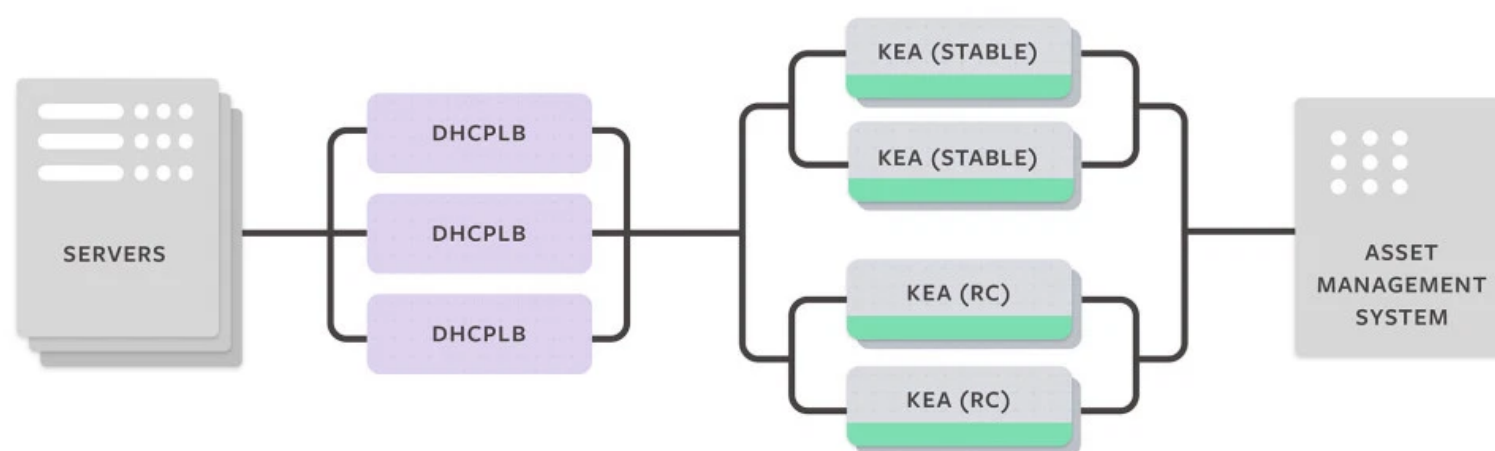 SERVERS
DHCPLB
DHCPLB
DHCPLB
KEA (STABLE)
KEA (STABLE)
KEA (RC)
KEA (RC)
ASSET
MANAGEMENT
SYSTEM